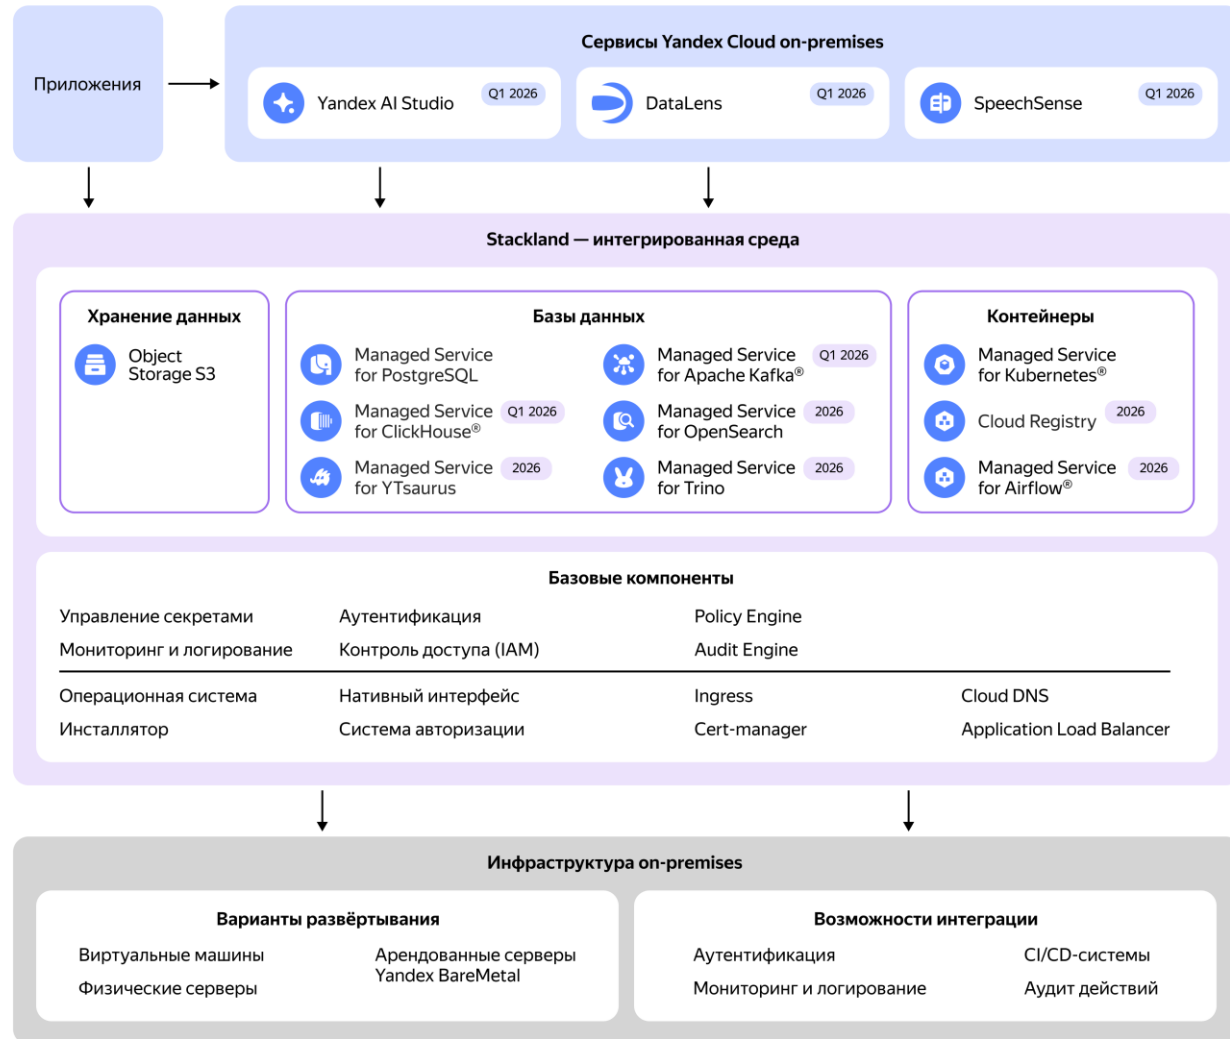 Приложения
Сервисы Yandex Cloud on-premises
Yandex AI Studio
Q1 2026
DataLens
Q1 2026
SpeechSense
Q1 2026
Stackland — интегрированная среда
Хранение данных
Object
Storage S3
Базы данных
Managed Service
for PostgreSQL
Managed Service
for Apache Kafka®
Q1 2026
Managed Service
for ClickHouse®
Q1 2026
Managed Service
for OpenSearch
2026
Managed Service
for YTsaurus
2026
Managed Service
for Trino
2026
Контейнеры
Managed Service
for Kubernetes®
Cloud Registry
2026
Managed Service
for Airflow®
2026
Базовые компоненты
Управление секретами
Аутентификация
Policy Engine
Мониторинг и логирование
Контроль доступа (IAM)
Audit Engine
Операционная система
Нативный интерфейс
Ingress
Cloud DNS
Инсталлятор
Система авторизации
Cert-manager
Application Load Balancer
Инфраструктура on-premises
Варианты развёртывания
Виртуальные машины
Физические серверы
Арендованные серверы
Yandex BareMetal
Возможности интеграции
Аутентификация
CI/CD-системы
Мониторинг и логирование
Аудит действий